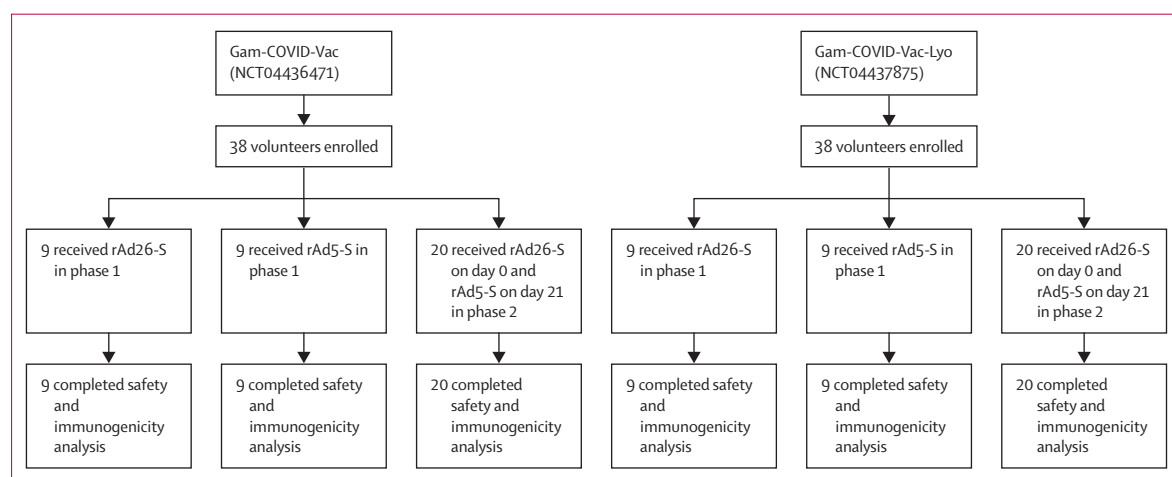 Gam-COVID-Vac
(NCT04436471)
Gam-COVID-Vac-Lyo
(NCT04437875)
38 volunteers enrolled
38 volunteers enrolled
9 received rAd26-S
in phase 1
9 received rAd5-S in
phase 1
20 received rAd26-S
on day 0 and
rAd5-S on day 21
in phase 2
9 received rAd26-S
in phase 1
9 received rAd5-S in
phase 1
20 received rAd26-S
on day 0 and
rAd5-S on day 21
in phase 2
9 completed safety
and
immunogenicity
analysis
9 completed safety
and
immunogenicity
analysis
20 completed
safety and
immunogenicity
analysis
9 completed safety
and
immunogenicity
analysis
9 completed safety
and
immunogenicity
analysis
20 completed
safety and
immunogenicity
analysis